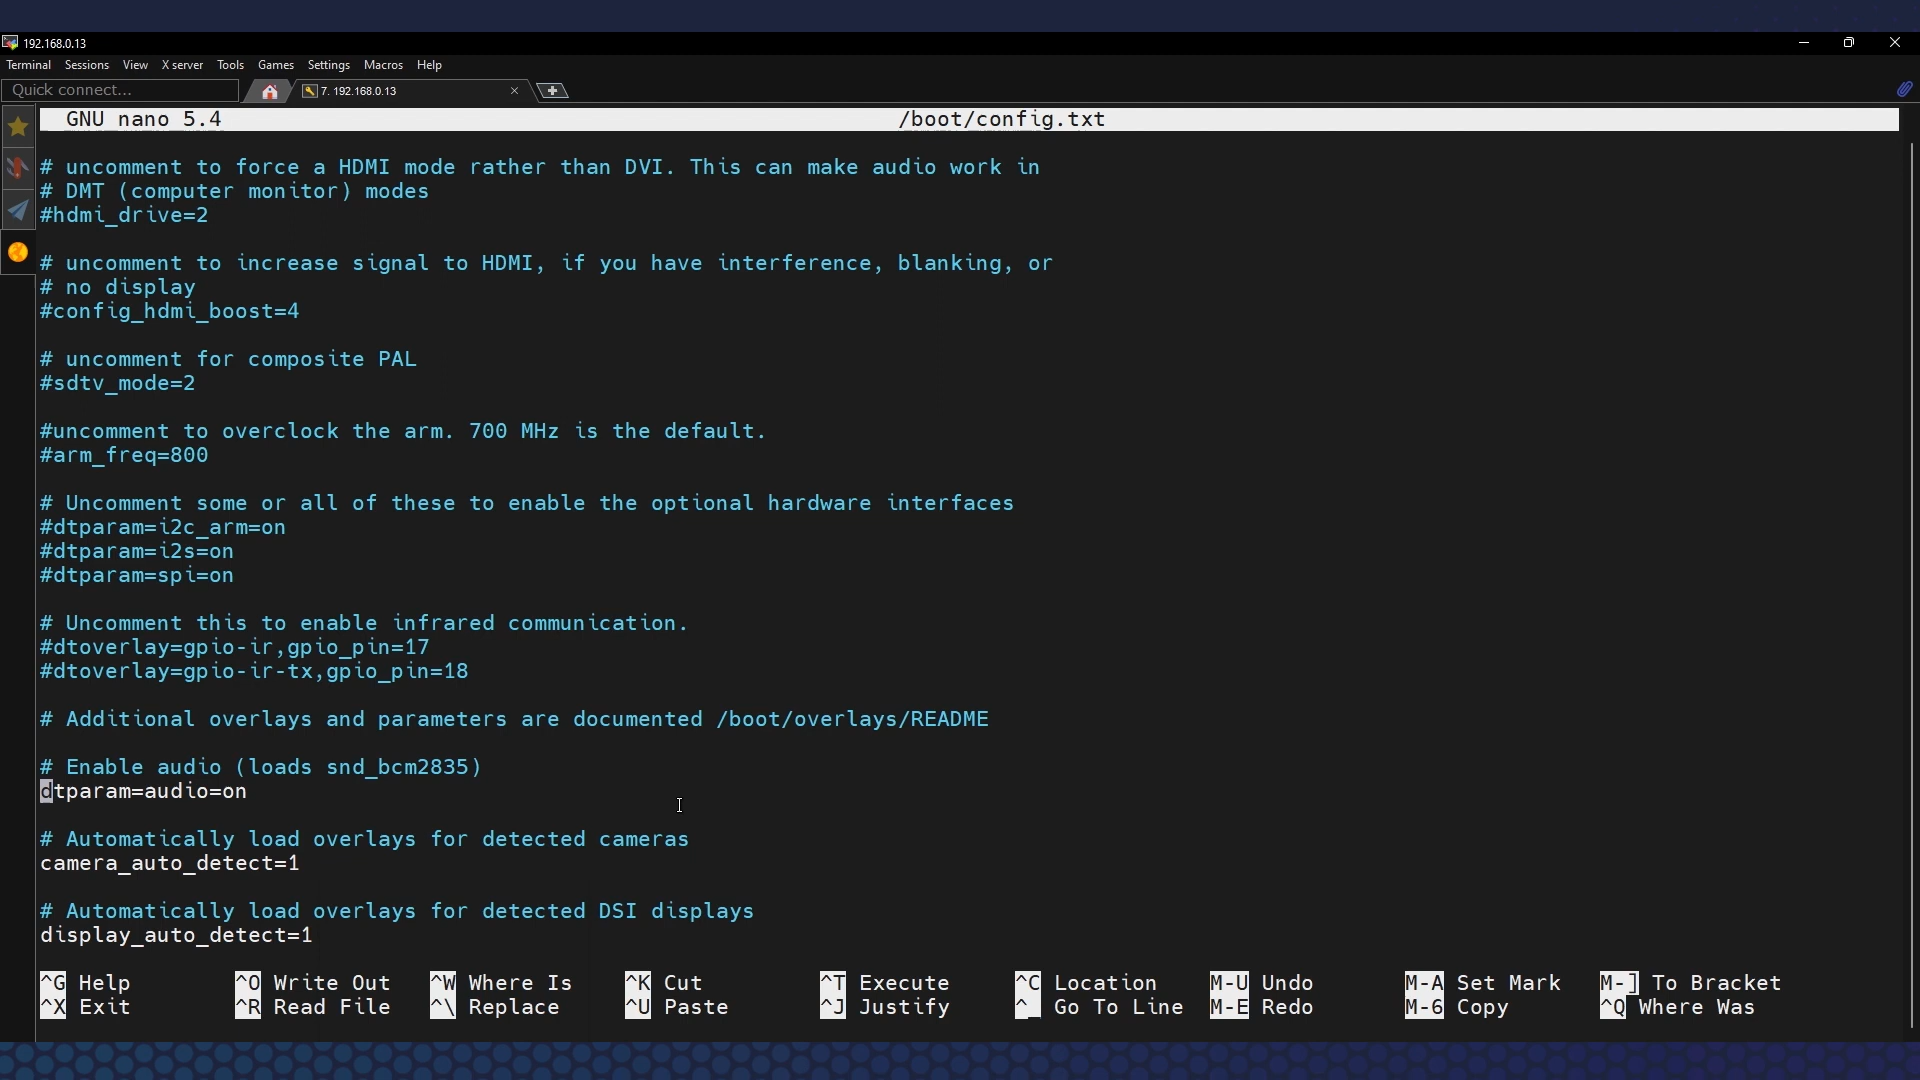 192.168.0.13
Terminal Sessions View X server Tools Games Settings Macros Help
Quick connect... 7. 192.168.0.13
GNU nano 5.4 /boot/config.txt
# uncomment to force a HDMI mode rather than DVI. This can make audio work in
# DMT (computer monitor) modes
#hdmi_drive=2
# uncomment to increase signal to HDMI, if you have interference, blanking, or
# no display
#config_hdmi_boost=4
# uncomment for composite PAL
#sdtv_mode=2
#uncomment to overclock the arm. 700 MHz is the default.
#arm_freq=800
# Uncomment some or all of these to enable the optional hardware interfaces
#dtparam=i2c_arm=on
#dtparam=i2s=on
#dtparam=spi=on
# Uncomment this to enable infrared communication.
#dtoverlay=gpio-ir,gpio_pin=17
#dtoverlay=gpio-ir-tx,gpio_pin=18
# Additional overlays and parameters are documented /boot/overlays/README
# Enable audio (loads snd_bcm2835)
dtparam=audio=on
# Automatically load overlays for detected cameras
camera_auto_detect=1
# Automatically load overlays for detected DSI displays
display_auto_detect=1
^G Help ^O Write Out ^W Where Is ^K Cut ^T Execute ^C Location M-U Undo M-A Set Mark M-] To Bracket
^X Exit ^R Read File ^\ Replace ^U Paste ^J Justify ^_ Go To Line M-E Redo M-6 Copy ^Q Where Was